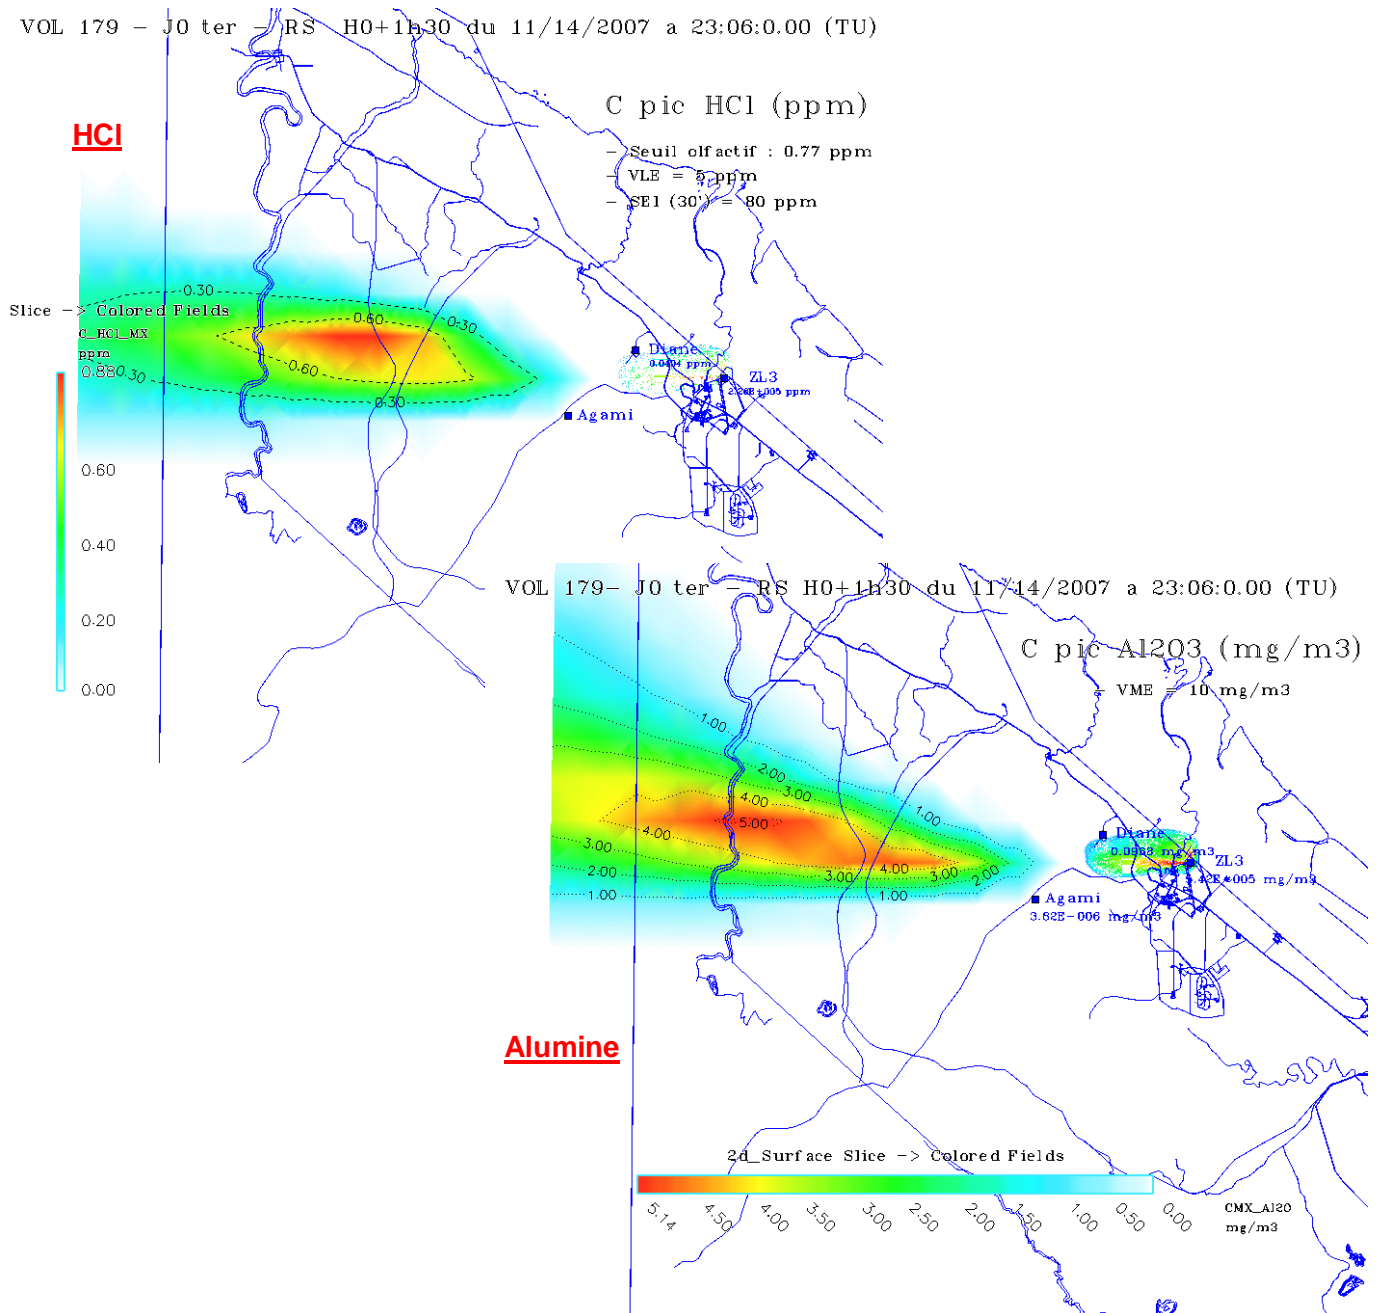 VOL 179 - J0 ter - RS H0+1h30 du 11/14/2007 a 23:06:0.00 (TU)
C pic HCl (ppm)
HCl
- Seuil olfactif : 0.77 ppm
- VLE = 5 ppm
- SEI (30') = 80 ppm
0.30
Slice -> Colored Fields
0.60
0.30
C_HCl_MX
ppm
Diane
0.60
0.88
0.30
ZL3
0.30
Agami
0.60
0.40
0.20
0.00
VOL 179- J0 ter - RS H0+1h30 du 11/14/2007 a 23:06:0.00 (TU)
C pic Al2O3 (mg/m3)
- VME = 10 mg/m3
1.00
2.00
3.00
4.00
1.00
5.00
4.00
Diane
3.00
ZL3
4.00
3.00
3.00
2.00
2.00
1.00
1.00
Agami
3.62E-006 mg/m3
Alumine
2d_Surface Slice -> Colored Fields
5.14
4.50
4.00
3.50
3.00
2.50
2.00
1.50
1.00
0.50
0.00
CMX_Al2O
mg/m3